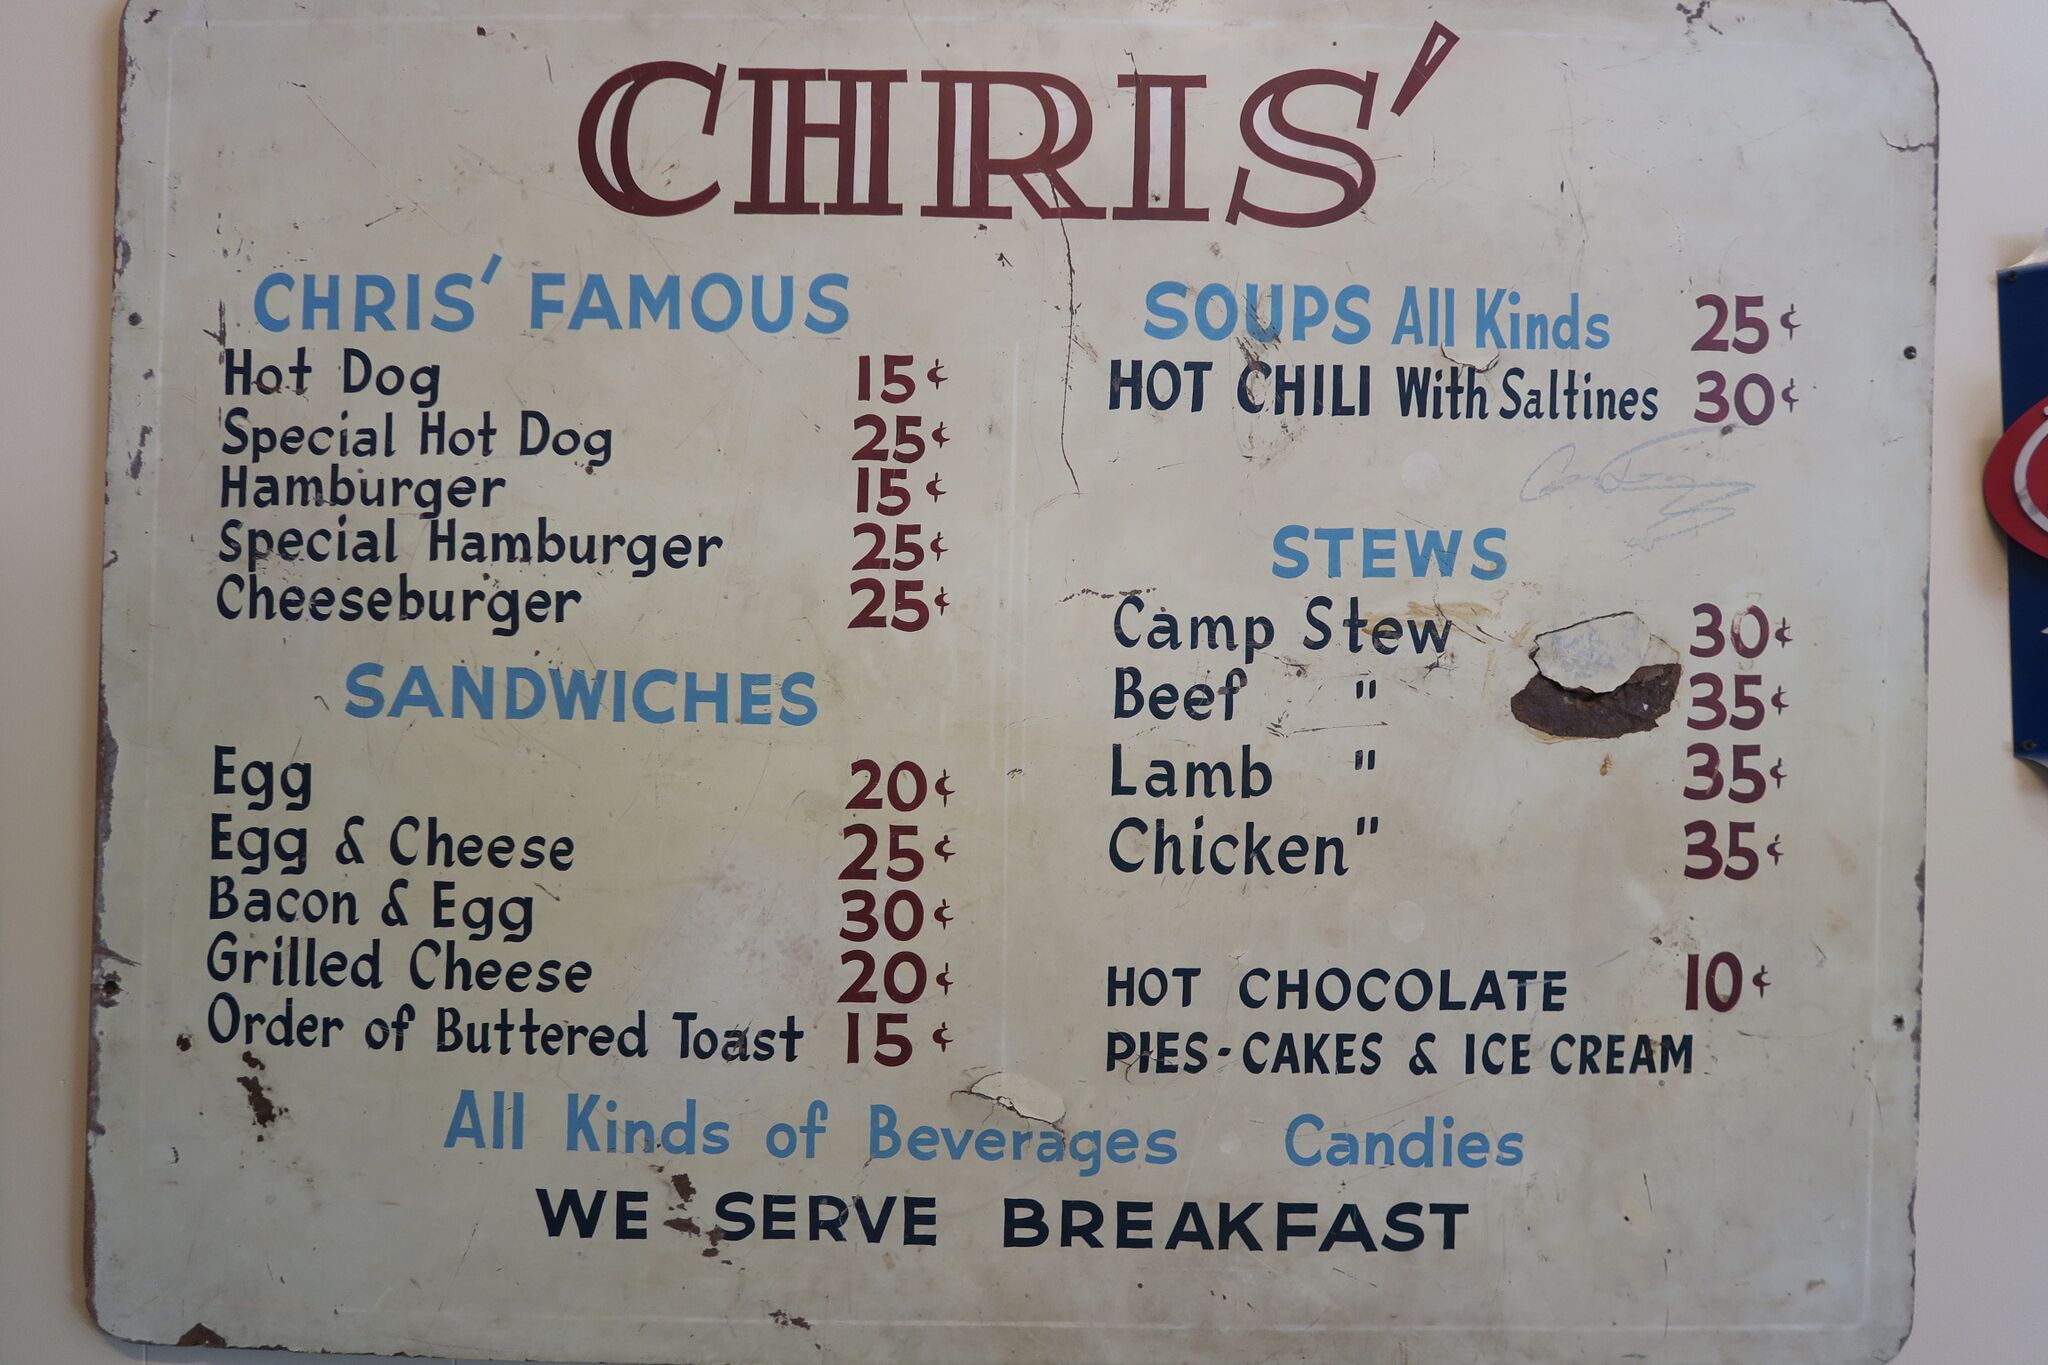 CHRIS'
CHRIS' FAMOUS
Hot Dog 15¢
Special Hot Dog 25¢
Hamburger 15¢
Special Hamburger 25¢
Cheeseburger 25¢
SANDWICHES
Egg 20¢
Egg & Cheese 25¢
Bacon & Egg 30¢
Grilled Cheese 20¢
Order of Buttered Toast 15¢
SOUPS All Kinds 25¢
HOT CHILI With Saltines 30¢
STEWS
Camp Stew 30¢
Beef " 35¢
Lamb " 35¢
Chicken " 35¢
HOT CHOCOLATE 10¢
PIES-CAKES & ICE CREAM
All Kinds of Beverages Candies
WE SERVE BREAKFAST